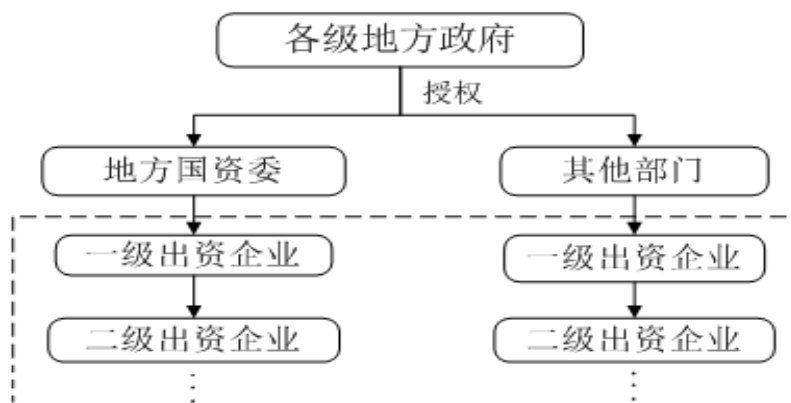 各级地方政府
授权
地方国资委
其他部门
一级出资企业
一级出资企业
二级出资企业
二级出资企业